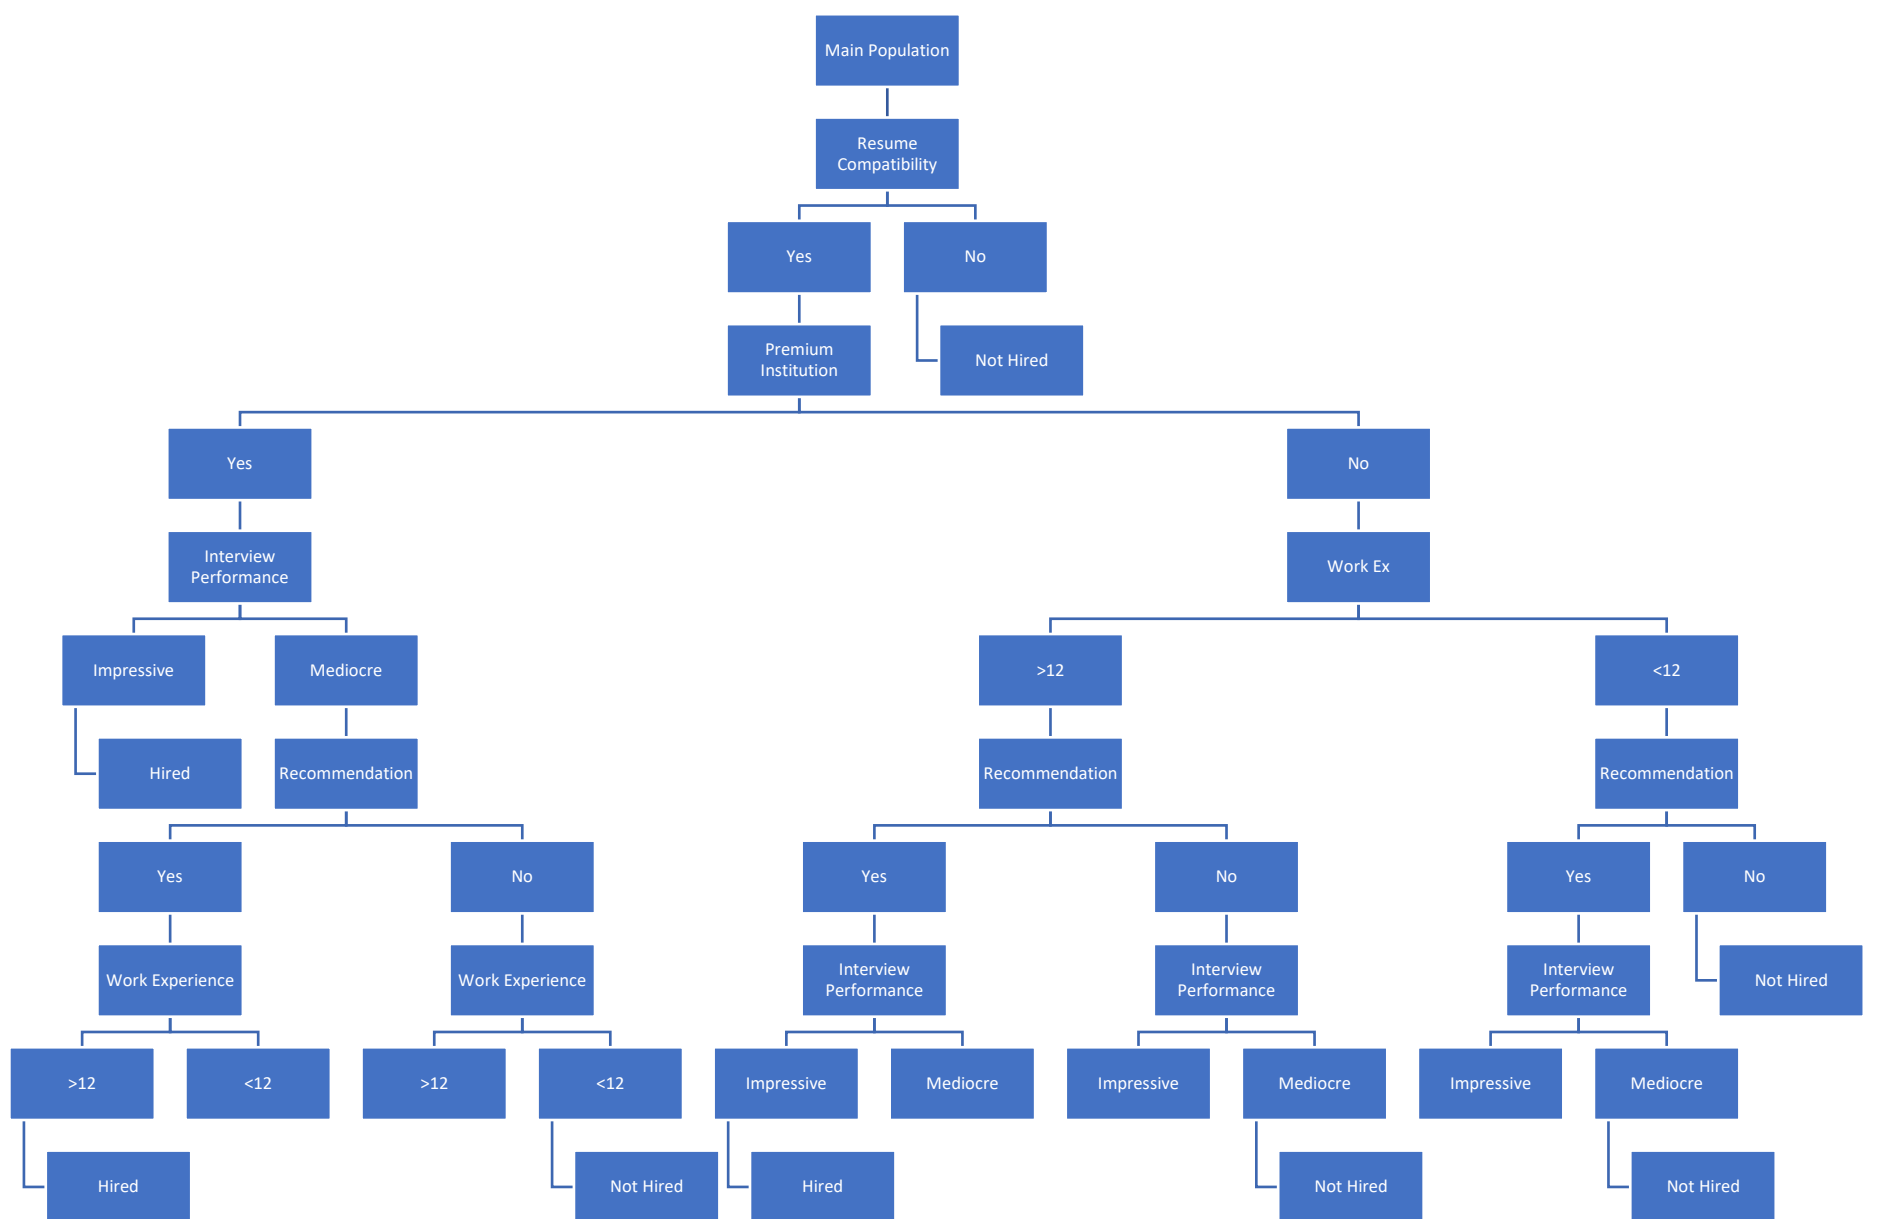 Main Population
Resume
Compatibility
Yes
No
Premium
Institution
Not Hired
Yes
No
Interview
Performance
Work Ex
Impressive
Mediocre
>12
<12
Hired
Recommendation
Recommendation
Recommendation
Yes
No
Yes
No
Yes
No
Work Experience
Work Experience
Interview
Performance
Interview
Performance
Interview
Performance
Not Hired
>12
<12
>12
<12
Impressive
Mediocre
Impressive
Mediocre
Impressive
Mediocre
Hired
Not Hired
Hired
Not Hired
Not Hired